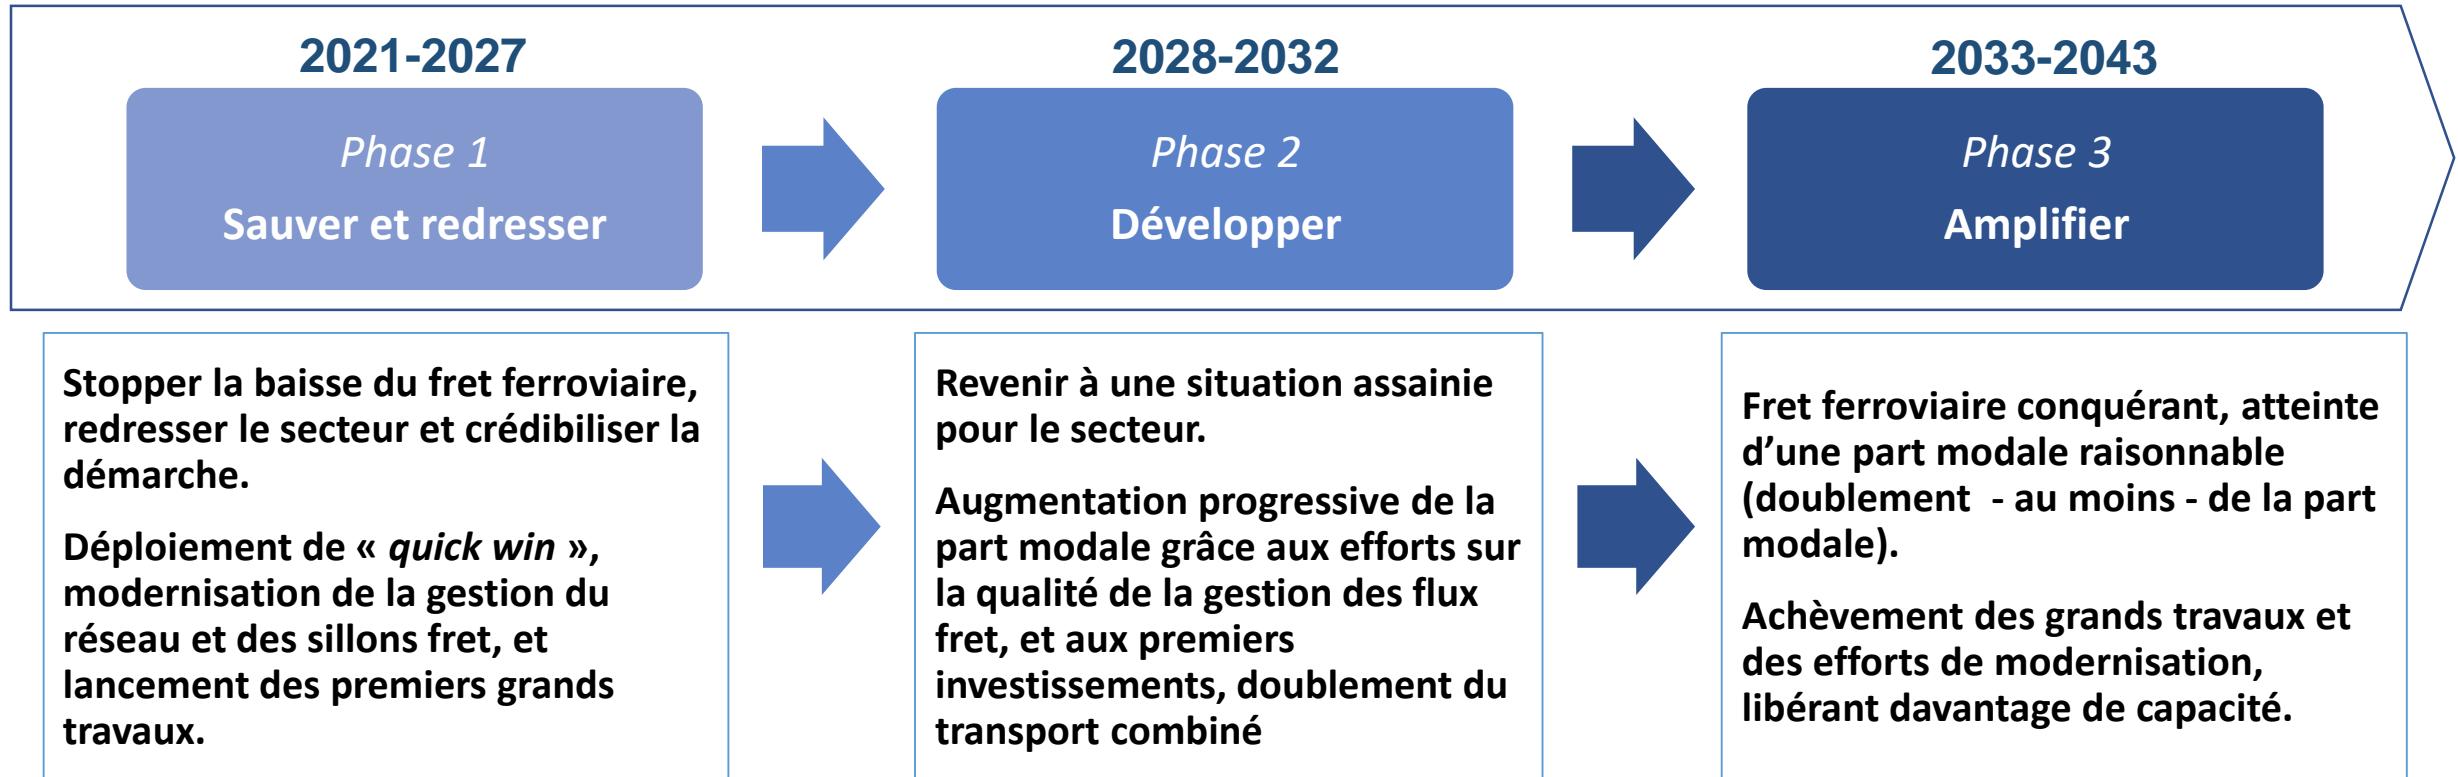 2021-2027
Phase 1
Sauver et redresser
2028-2032
Phase 2
Développer
2033-2043
Phase 3
Amplifier
Stopper la baisse du fret ferroviaire,
redresser le secteur et crédibiliser la
démarche.
Déploiement de « quick win »,
modernisation de la gestion du
réseau et des sillons fret, et
lancement des premiers grands
travaux.
Revenir à une situation assainie
pour le secteur.
Augmentation progressive de la
part modale grâce aux efforts sur
la qualité de la gestion des flux
fret, et aux premiers
investissements, doublement du
transport combiné
Fret ferroviaire conquérant, atteinte
d’une part modale raisonnable
(doublement  - au moins - de la part
modale).
Achèvement des grands travaux et
des efforts de modernisation,
libérant davantage de capacité.